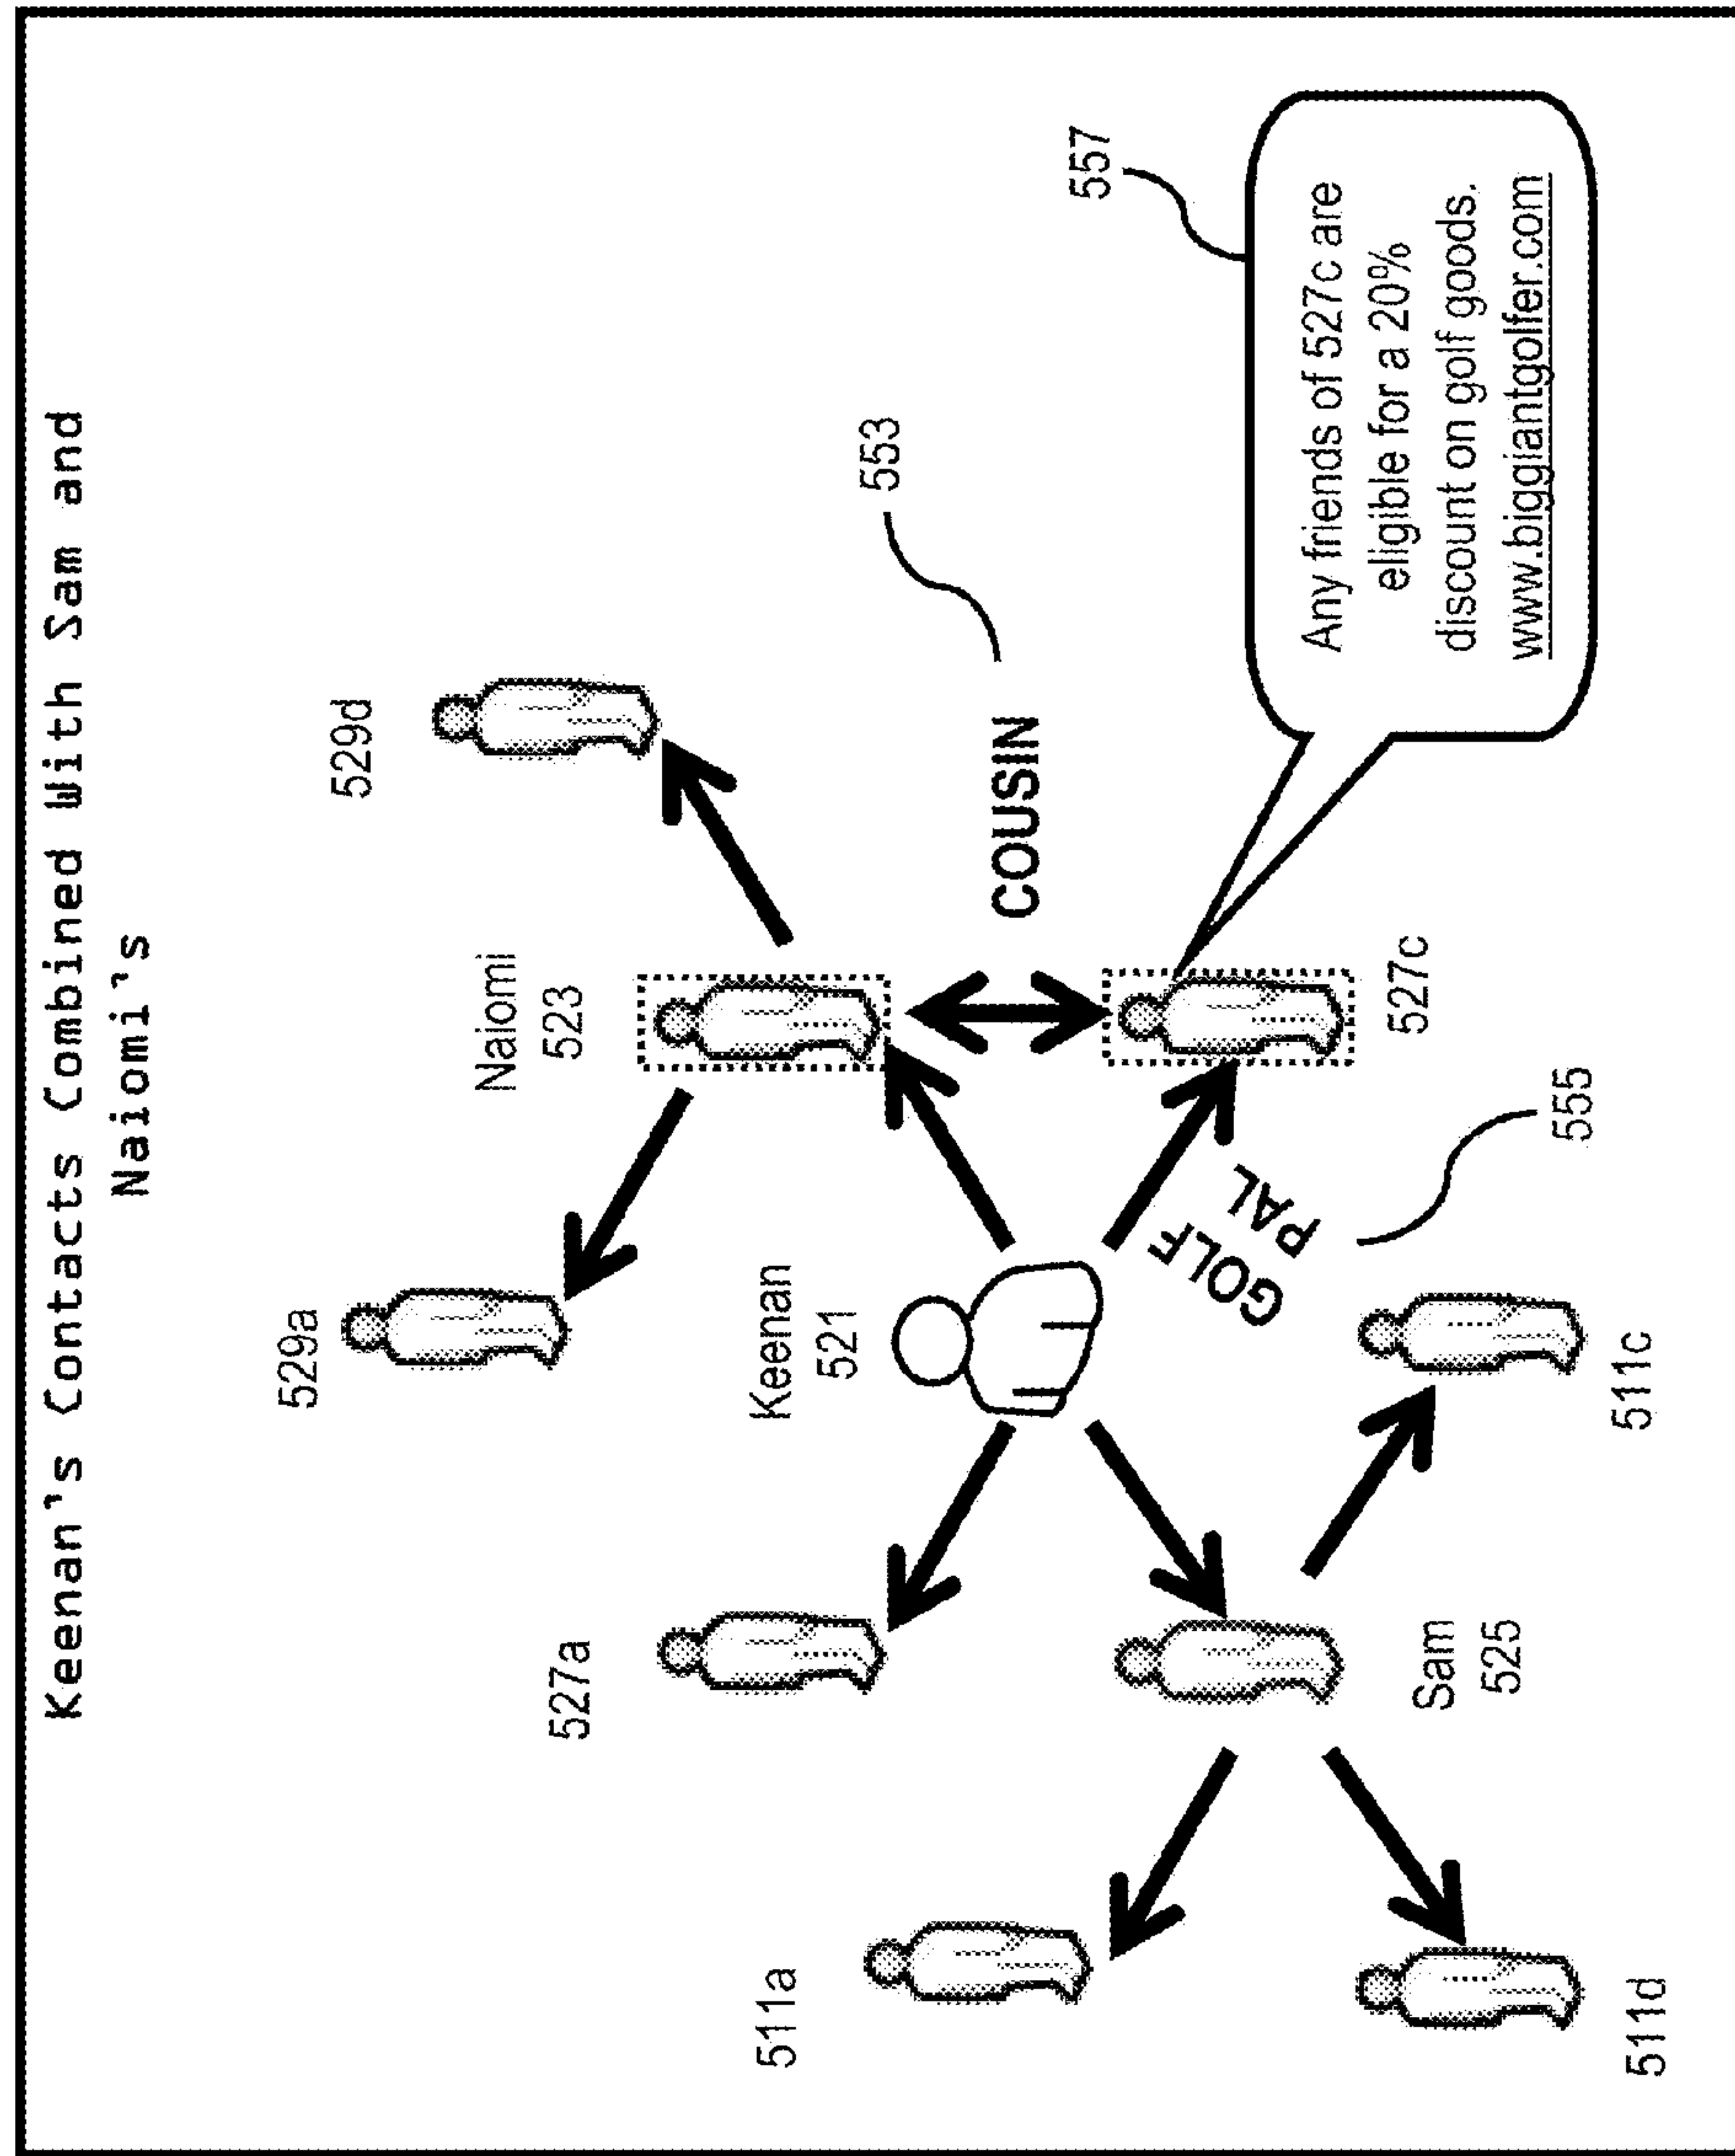 Keenan's Contacts Combined With Sam and
Naiomi's
529a
529d
Naiomi
523
527a
Keenan
521
511a
COUSIN
553
557
GOLF
PAL
Any friends of 527c are
eligible for a 20%
discount on golf goods.
www.biggiantgolfer.com
527c
Sam
525
555
511c
511d